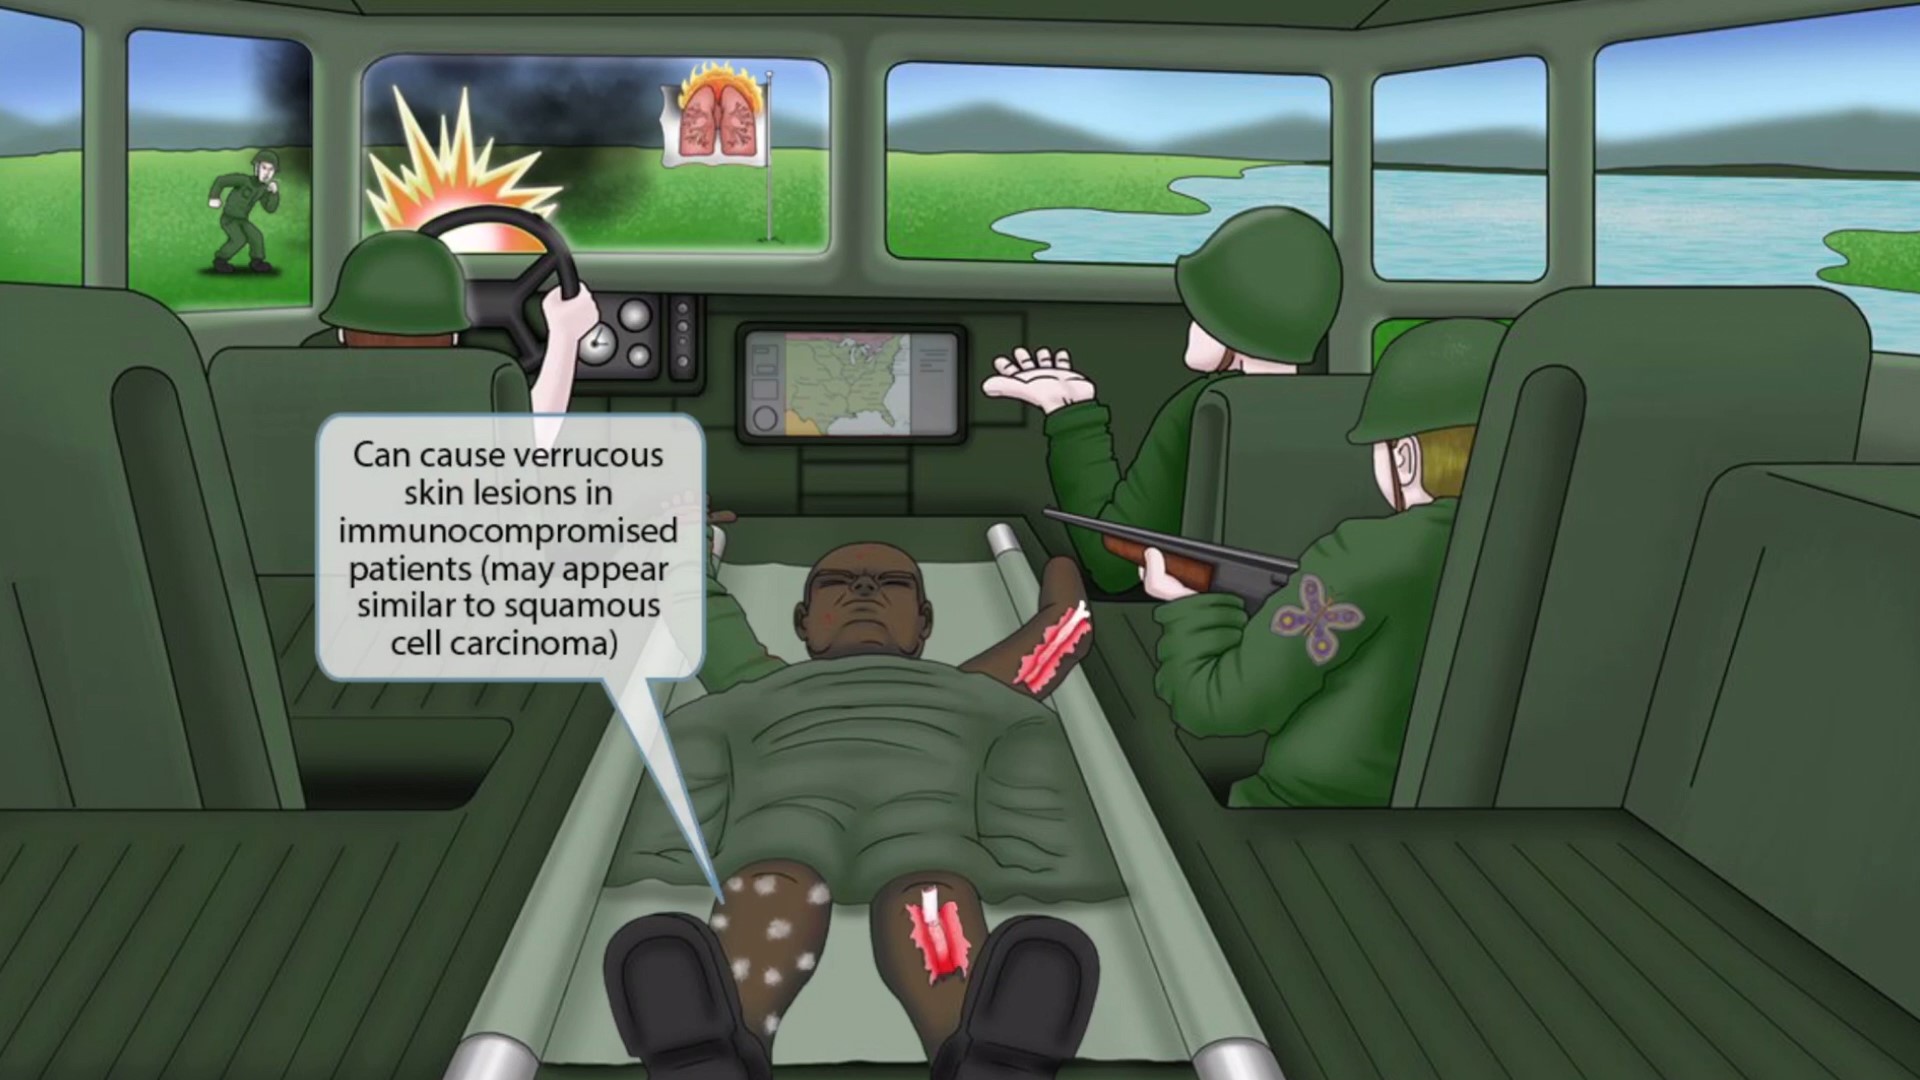 Can cause verrucous
skin lesions in
immunocompromised
patients (may appear
similar to squamous
cell carcinoma)